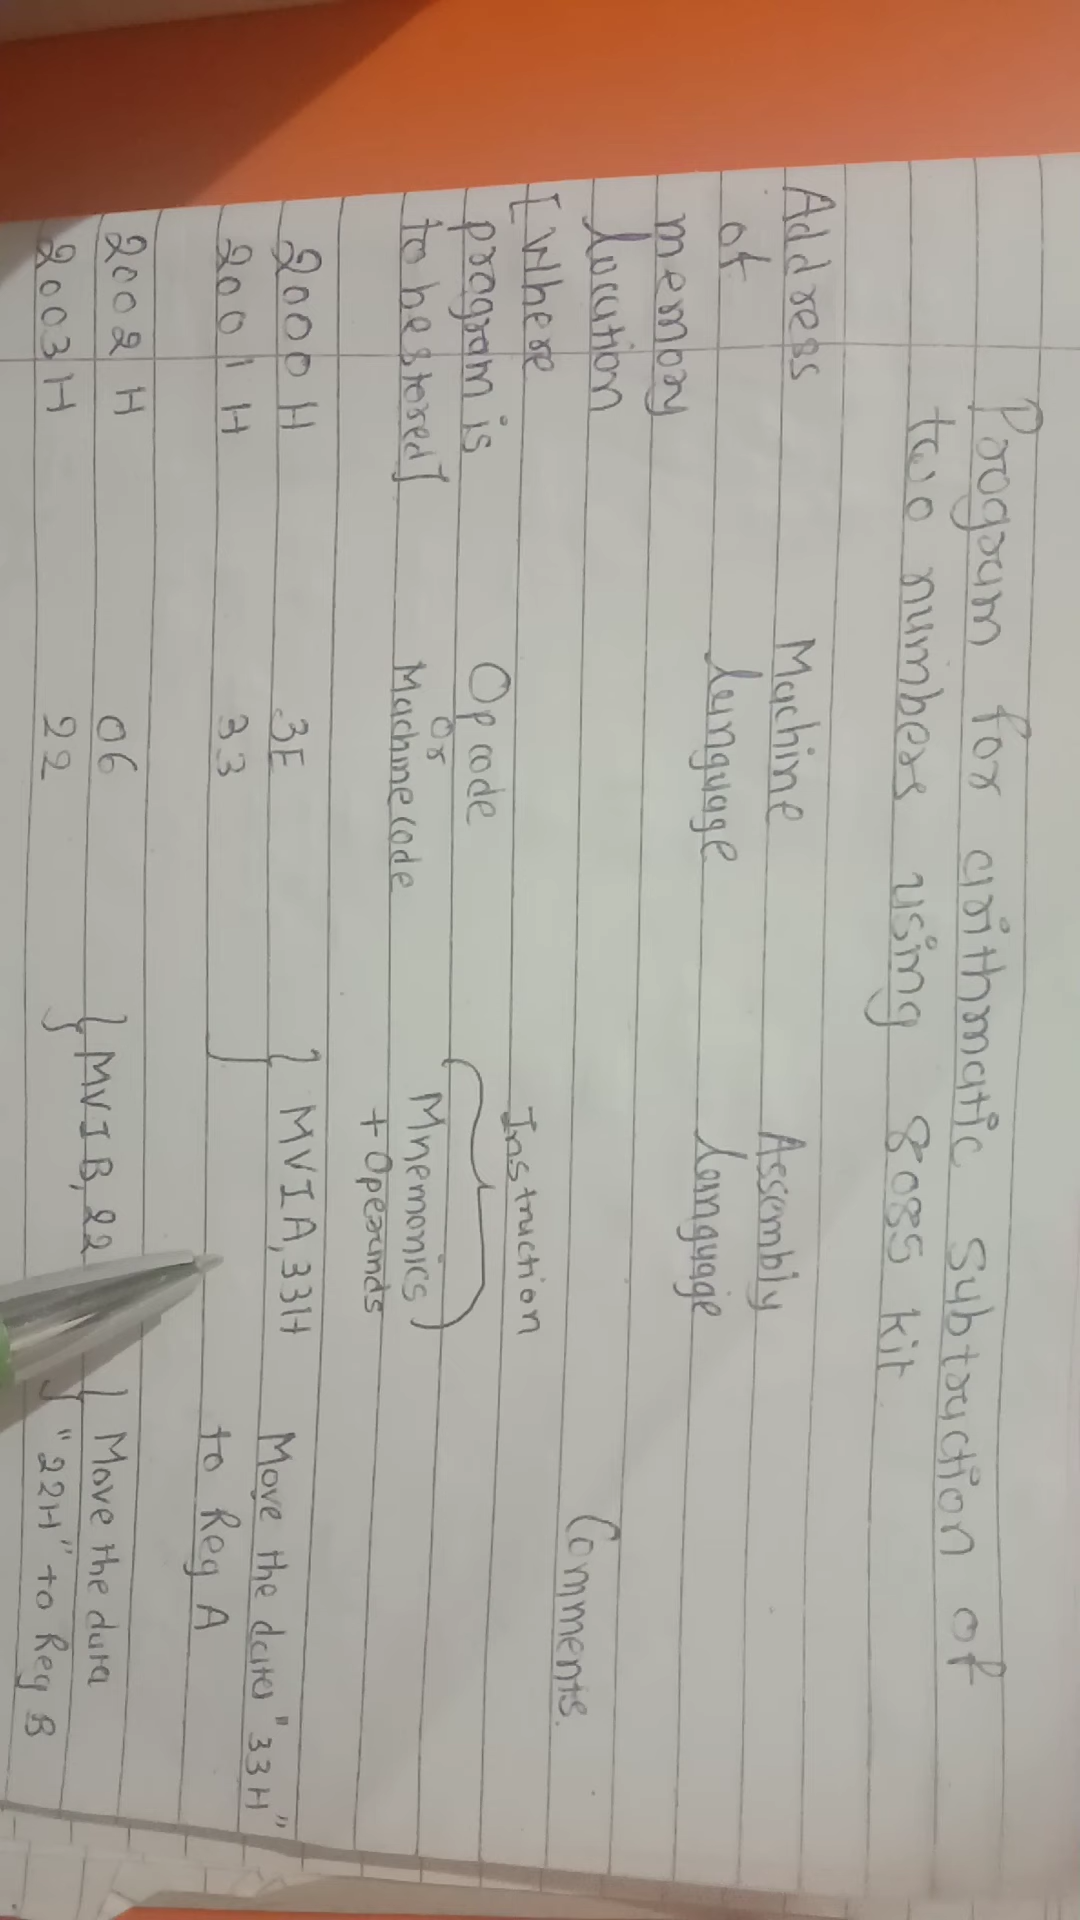 Program for arithmatic subtraction of
two numbers using 8085 kit
Address Machine Assembly
of language language
memory
location Comments.
[Where Instruction
program is Opcode Mnemonics
to be stored] or Machine code + Operands
2000 H 3E } MVI A, 33H Move the data "33H"
2001 H 33 to Reg A
2002 H 06 } MVI B, 22 } Move the data
2003 H 22 "22H" to Reg B